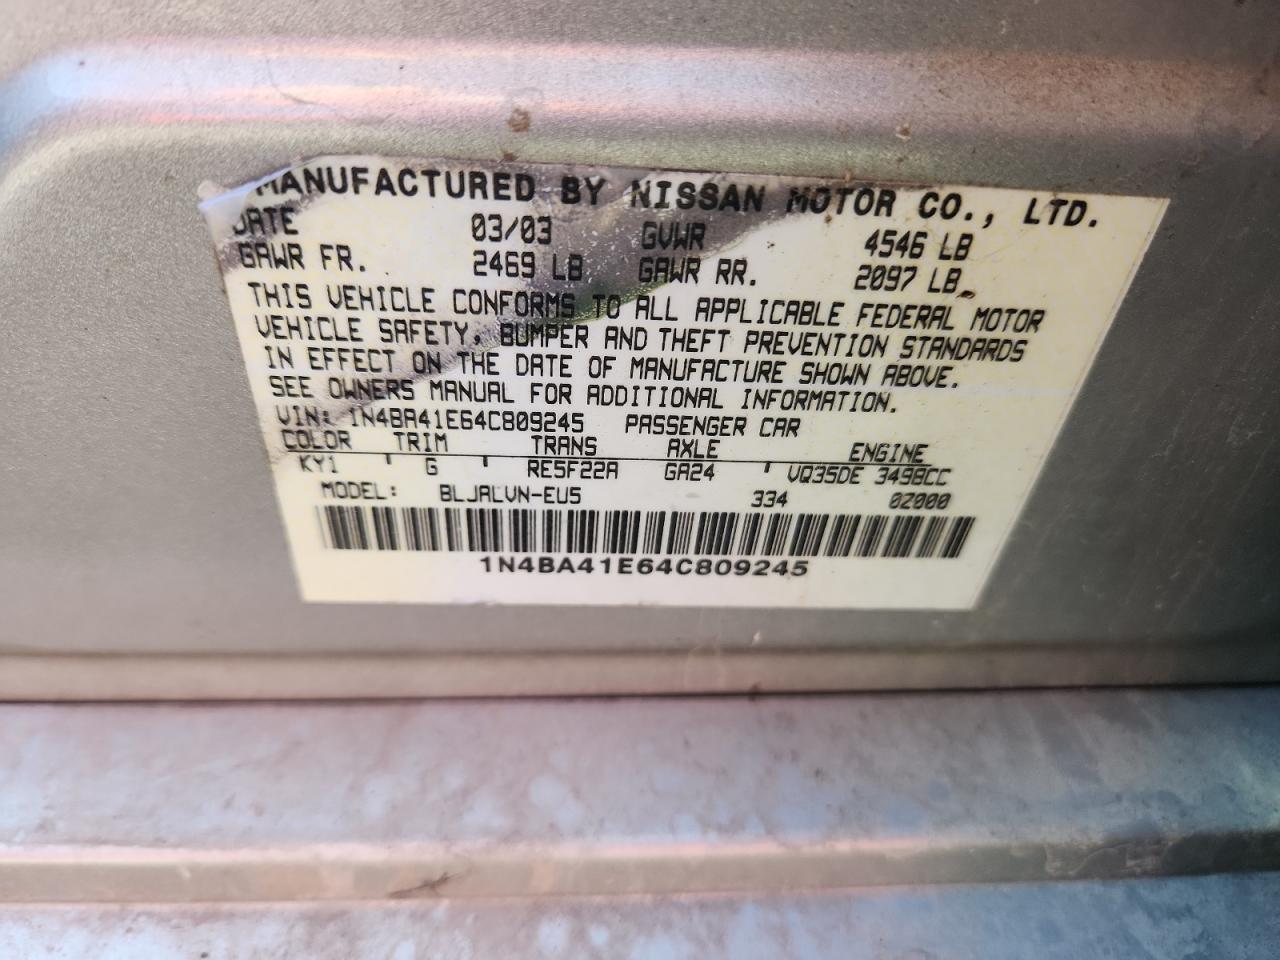 MANUFACTURED BY NISSAN MOTOR CO., LTD.
DATE 03/03 GVWR 4546 LB
GAWR FR. 2469 LB GAWR RR. 2097 LB
THIS VEHICLE CONFORMS TO ALL APPLICABLE FEDERAL MOTOR
VEHICLE SAFETY, BUMPER AND THEFT PREVENTION STANDARDS
IN EFFECT ON THE DATE OF MANUFACTURE SHOWN ABOVE.
SEE OWNERS MANUAL FOR ADDITIONAL INFORMATION.
VIN: 1N4BA41E64C809245 PASSENGER CAR
COLOR TRIM TRANS AXLE ENGINE
KY1 G RE5F22A GA24 VQ35DE 3498CC
MODEL: BLJALVN-EU5 334 0Z000
1N4BA41E64C809245